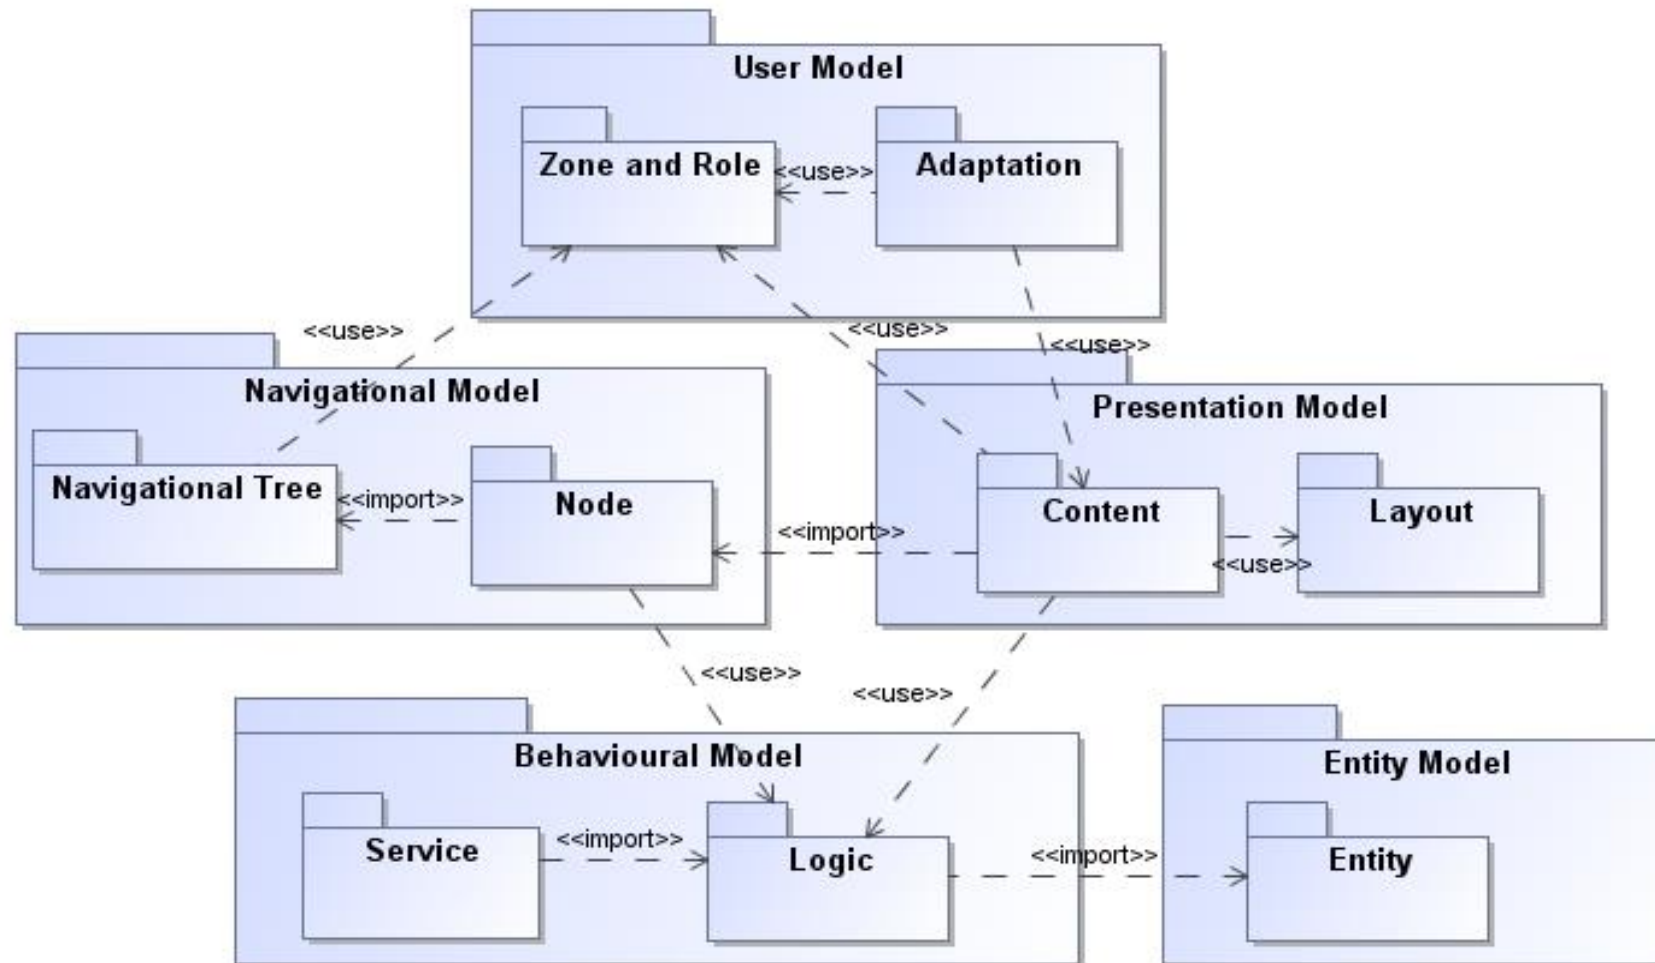 User Model
Zone and Role
<<use>>
Adaptation
<<use>>
<<use>>
<<use>>
Navigational Model
Presentation Model
Navigational Tree
<<import>>
Node
<<import>>
Content
<<use>>
Layout
<<use>>
<<use>>
Behavioural Model
Entity Model
Service
<<import>>
Logic
<<import>>
Entity